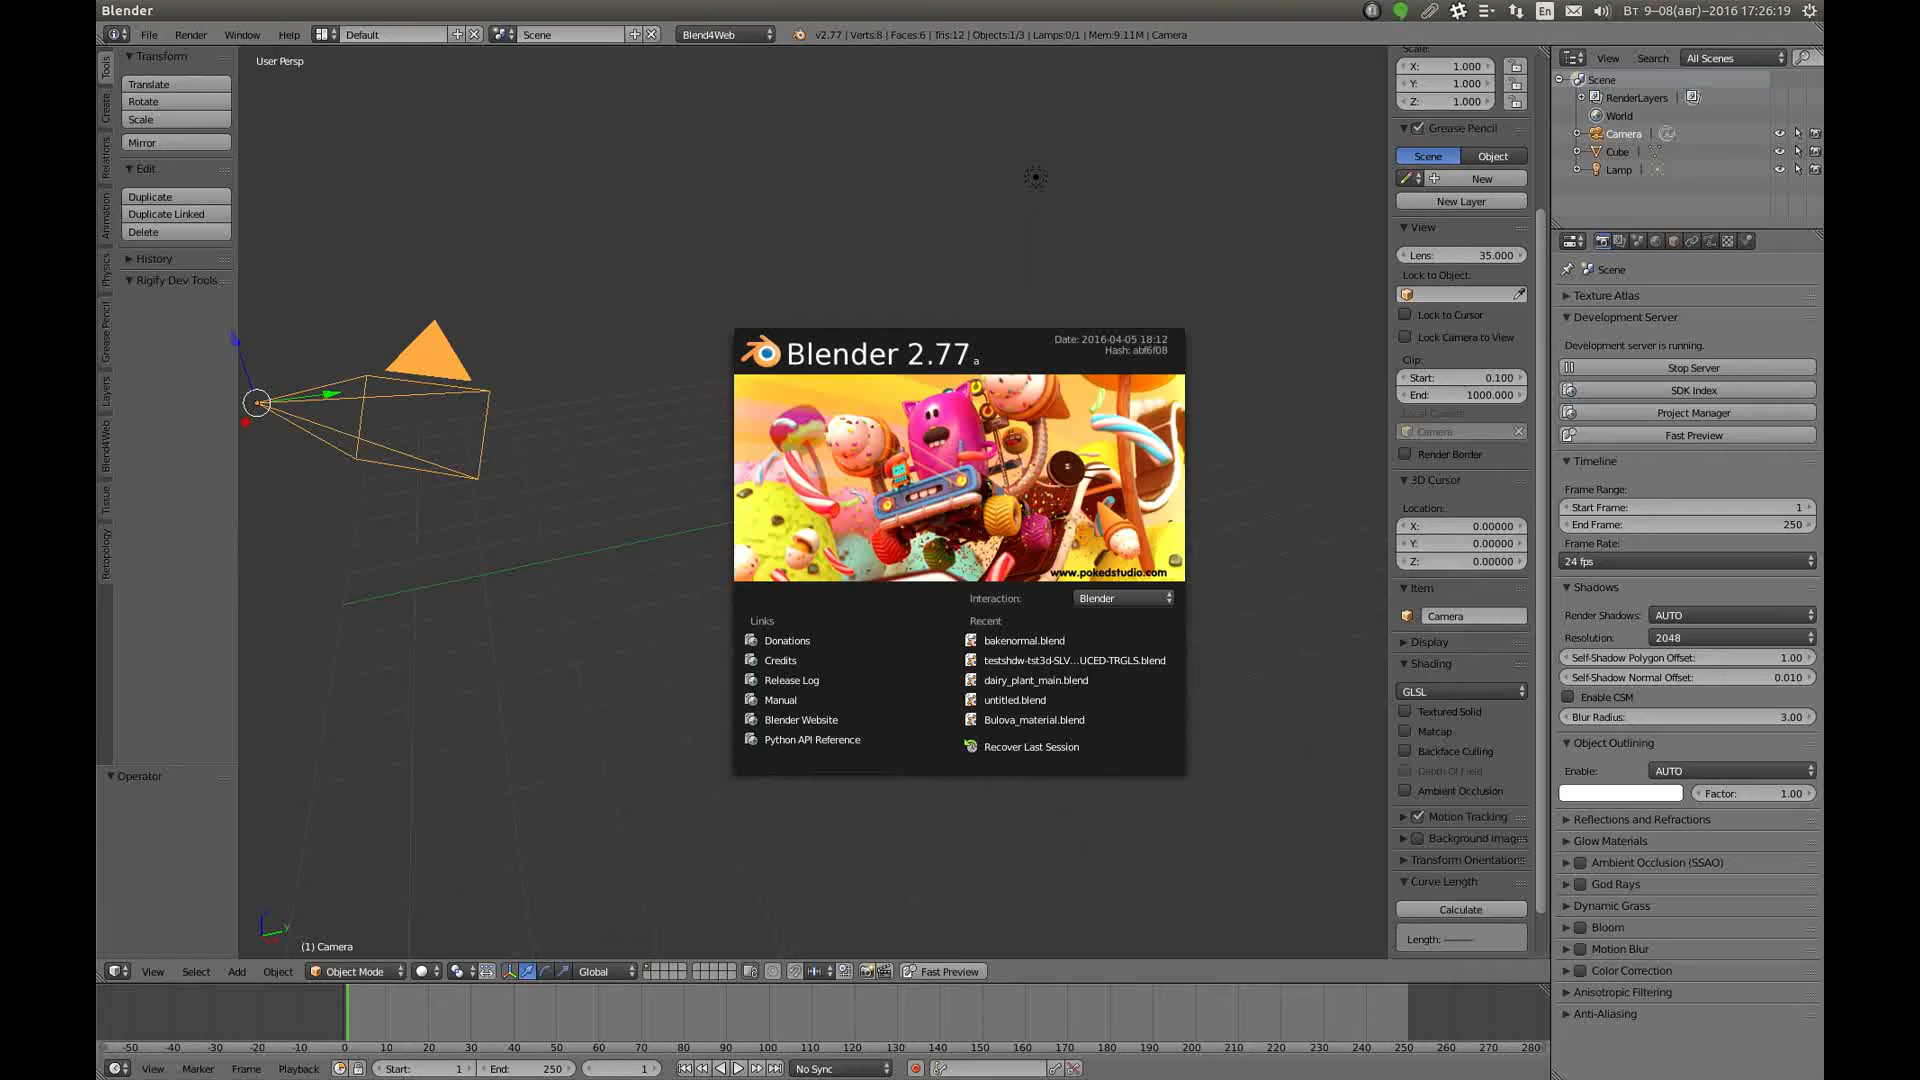 Blender
En
Вт 9–08(авг)–2016 17:26:19
File Render Window Help
Default
Scene
Blend4Web
v2.77 | Verts:8 | Faces:6 | Tris:12 | Objects:1/3 | Lamps:0/1 | Mem:9.11M | Camera
Tools
Create
Relations
Animation
Physics
Grease Pencil
Layers
Blend4Web
Tissue
Retopology
Transform
Translate
Rotate
Scale
Mirror
Edit
Duplicate
Duplicate Linked
Delete
History
Rigify Dev Tools
Operator
User Persp
(1) Camera
Blender 2.77 a
Date: 2016-04-05 18:12
Hash: abf6f08
www.pokedstudio.com
Interaction: Blender
Links
Donations
Credits
Release Log
Manual
Blender Website
Python API Reference
Recent
bakenormal.blend
testshdw-tst3d-SLV...UCED-TRGLS.blend
dairy_plant_main.blend
untitled.blend
Bulova_material.blend
Recover Last Session
Scale:
X: 1.000
Y: 1.000
Z: 1.000
Grease Pencil
Scene Object
New
New Layer
View
Lens: 35.000
Lock to Object:
Lock to Cursor
Lock Camera to View
Clip:
Start: 0.100
End: 1000.000
Local Camera:
Camera
Render Border
3D Cursor
Location:
X: 0.00000
Y: 0.00000
Z: 0.00000
Item
Camera
Display
Shading
GLSL
Textured Solid
Matcap
Backface Culling
Depth Of Field
Ambient Occlusion
Motion Tracking
Background Images
Transform Orientations
Curve Length
Calculate
Length:
View Search All Scenes
Scene
RenderLayers
World
Camera
Cube
Lamp
Scene
Texture Atlas
Development Server
Development server is running.
Stop Server
SDK Index
Project Manager
Fast Preview
Timeline
Frame Range:
Start Frame: 1
End Frame: 250
Frame Rate:
24 fps
Shadows
Render Shadows: AUTO
Resolution: 2048
Self-Shadow Polygon Offset: 1.00
Self-Shadow Normal Offset: 0.010
Enable CSM
Blur Radius: 3.00
Object Outlining
Enable: AUTO
Factor: 1.00
Reflections and Refractions
Glow Materials
Ambient Occlusion (SSAO)
God Rays
Dynamic Grass
Bloom
Motion Blur
Color Correction
Anisotropic Filtering
Anti-Aliasing
View Select Add Object Object Mode Global Fast Preview
-50 -40 -30 -20 -10 0 10 20 30 40 50 60 70 80 90 100 110 120 130 140 150 160 170 180 190 200 210 220 230 240 250 260 270 280
View Marker Frame Playback Start: 1 End: 250 1 No Sync